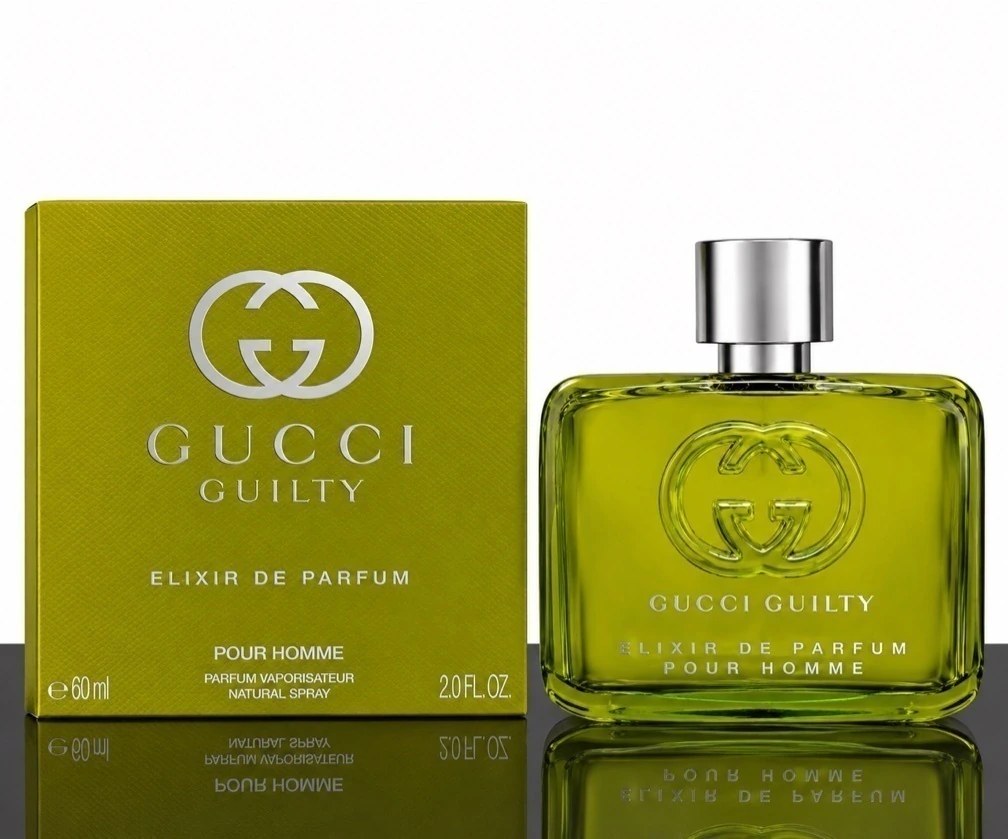 GUCCI
GUILTY
ELIXIR DE PARFUM
POUR HOMME
PARFUM VAPORISATEUR
NATURAL SPRAY
℮60 ml
2.0 FL. OZ.
GUCCI GUILTY
ELIXIR DE PARFUM
POUR HOMME